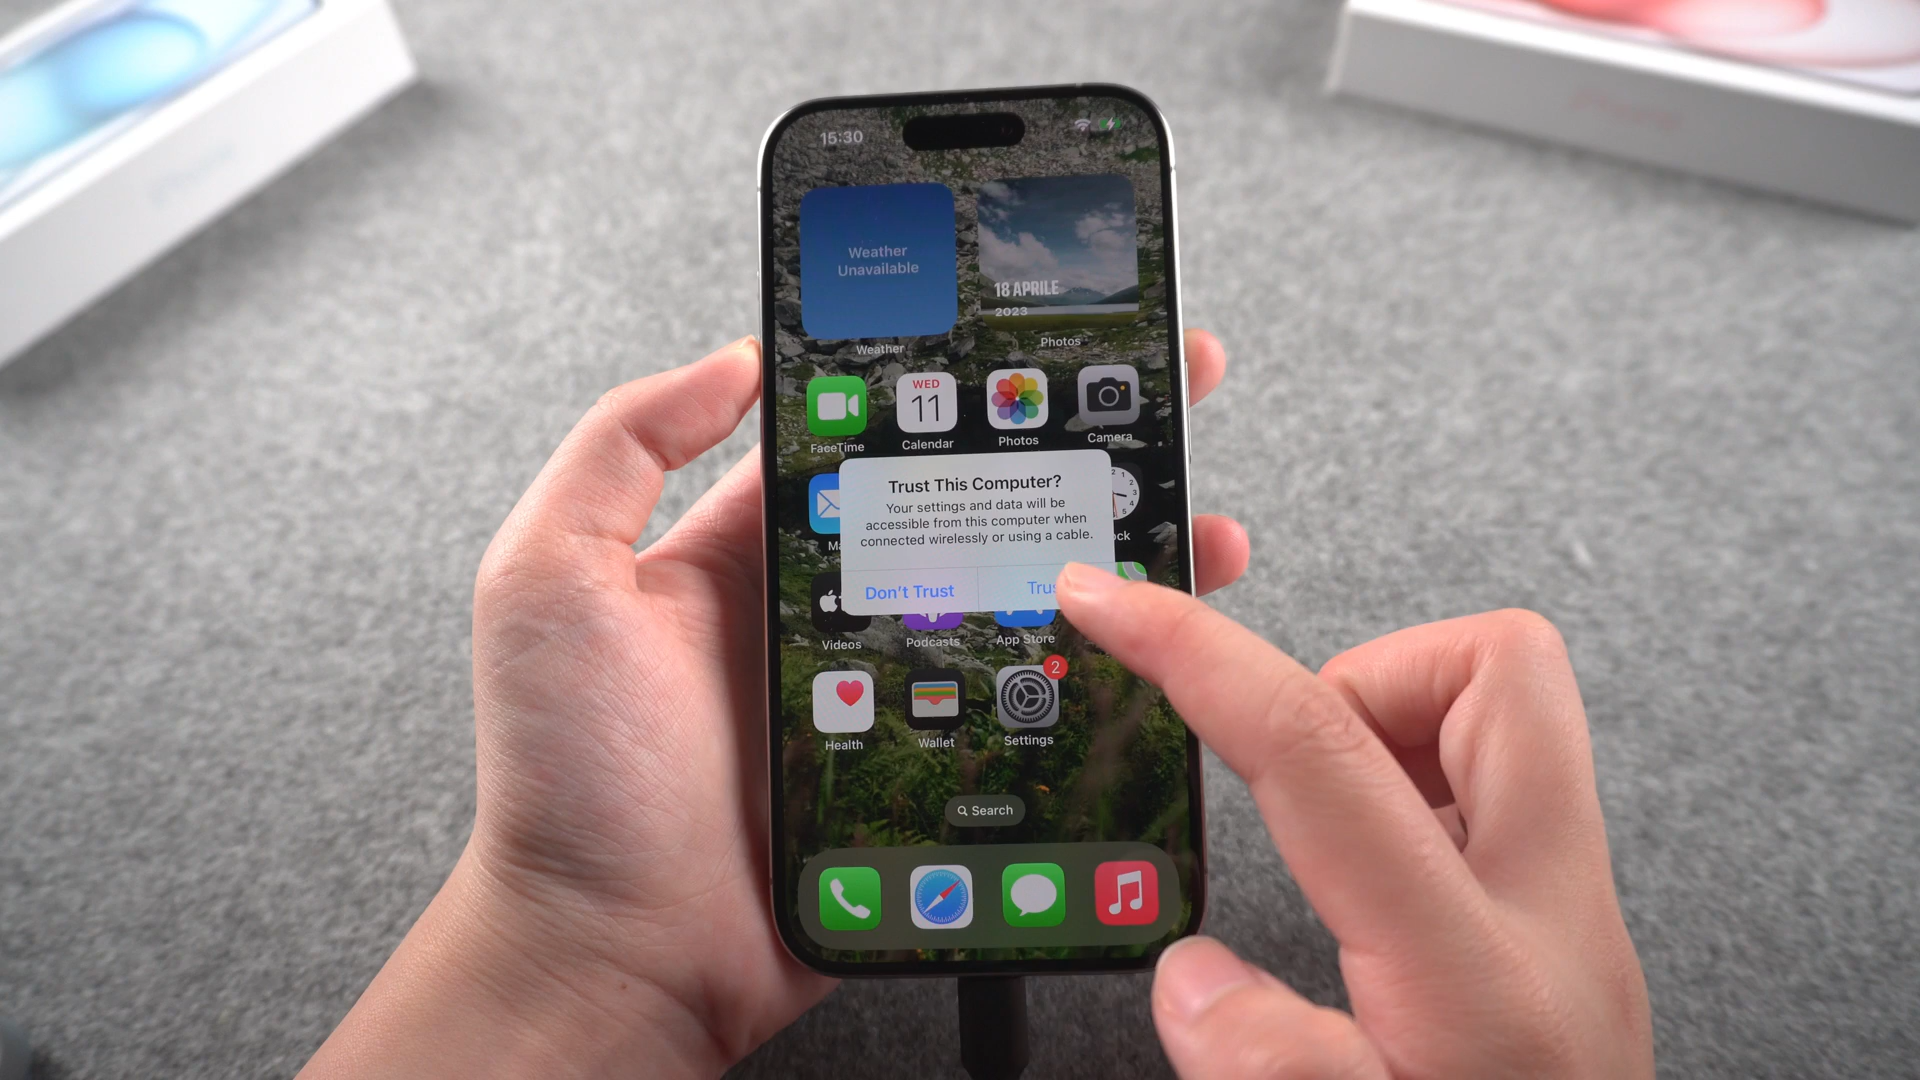 15:30
Weather
Unavailable
18 APRILE
2023
Weather
Photos
WED
11
FaceTime
Calendar
Photos
Camera
Trust This Computer?
Your settings and data will be
accessible from this computer when
connected wirelessly or using a cable.
Don't Trust
Videos
Podcasts
App Store
2
Health
Wallet
Settings
Search